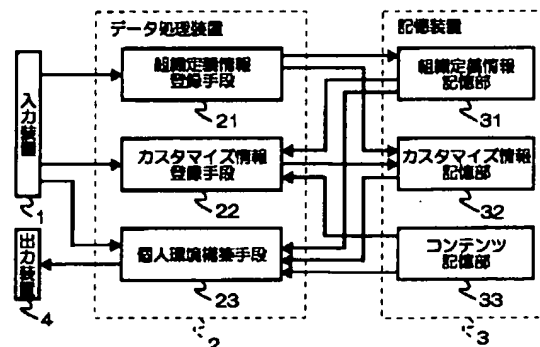 データ処理装置
記憶装置
入力装置
1
出力装置
4
組織定義情報
登録手段
21
カスタマイズ情報
登録手段
22
個人環境構築手段
23
2
組織定義情報
記憶部
31
カスタマイズ情報
記憶部
32
コンテンツ
記憶部
33
3